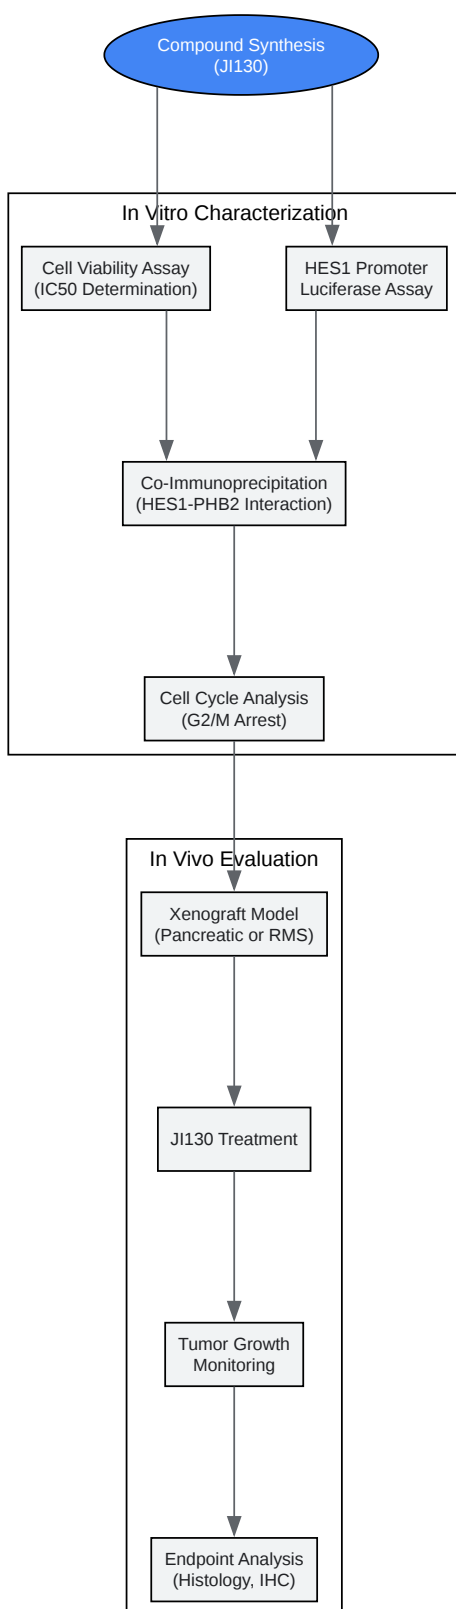 Compound Synthesis
(JI130)
In Vitro Characterization
Cell Viability Assay
(IC50 Determination)
HES1 Promoter
Luciferase Assay
Co-Immunoprecipitation
(HES1-PHB2 Interaction)
Cell Cycle Analysis
(G2/M Arrest)
In Vivo Evaluation
Xenograft Model
(Pancreatic or RMS)
JI130 Treatment
Tumor Growth
Monitoring
Endpoint Analysis
(Histology, IHC)